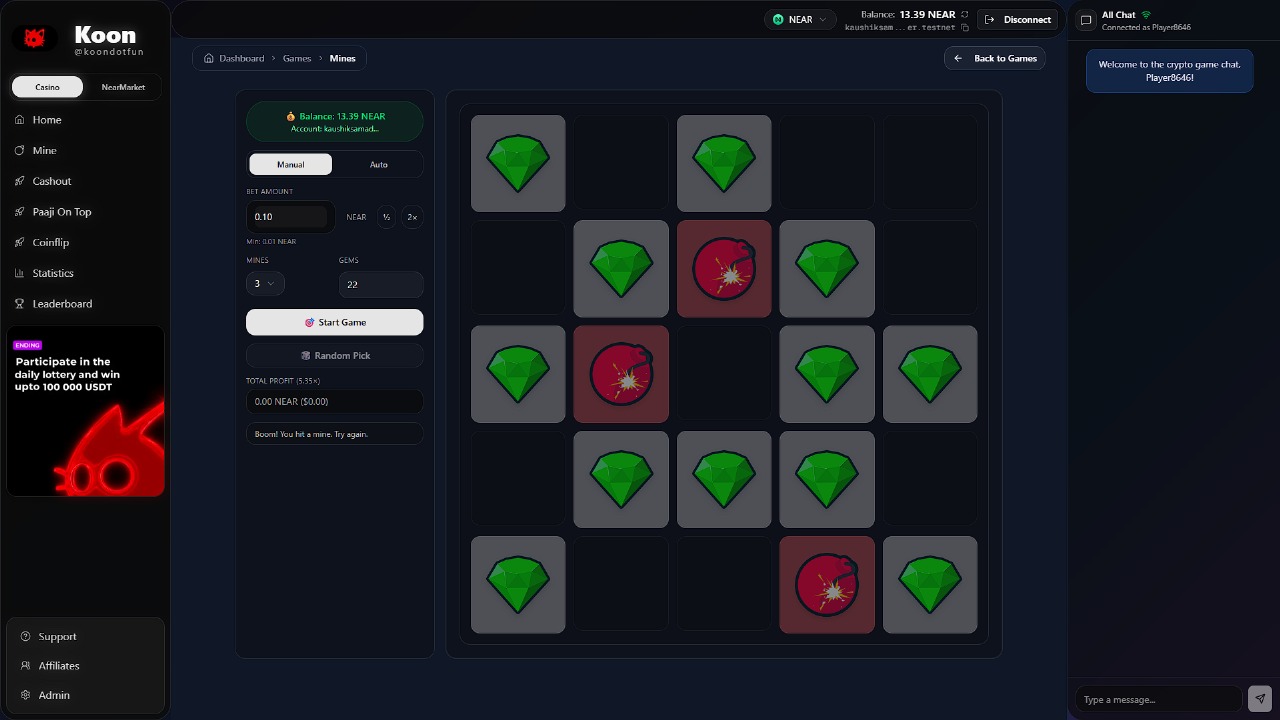 Koon
@koondotfun
Casino
NearMarket
Home
Mine
Cashout
Paaji On Top
Coinflip
Statistics
Leaderboard
ENDING
Participate in the
daily lottery and win
upto 100 000 USDT
Support
Affiliates
Admin
NEAR
Balance: 13.39 NEAR
kaushiksam...er.testnet
Disconnect
Dashboard > Games > Mines
Back to Games
Balance: 13.39 NEAR
Account: kaushiksamad...
Manual
Auto
BET AMOUNT
0.10
NEAR
½
2×
Min: 0.01 NEAR
MINES
GEMS
3
22
Start Game
Random Pick
TOTAL PROFIT (5.35×)
0.00 NEAR ($0.00)
Boom! You hit a mine. Try again.
All Chat
Connected as Player8646
Welcome to the crypto game chat,
Player8646!
Type a message...